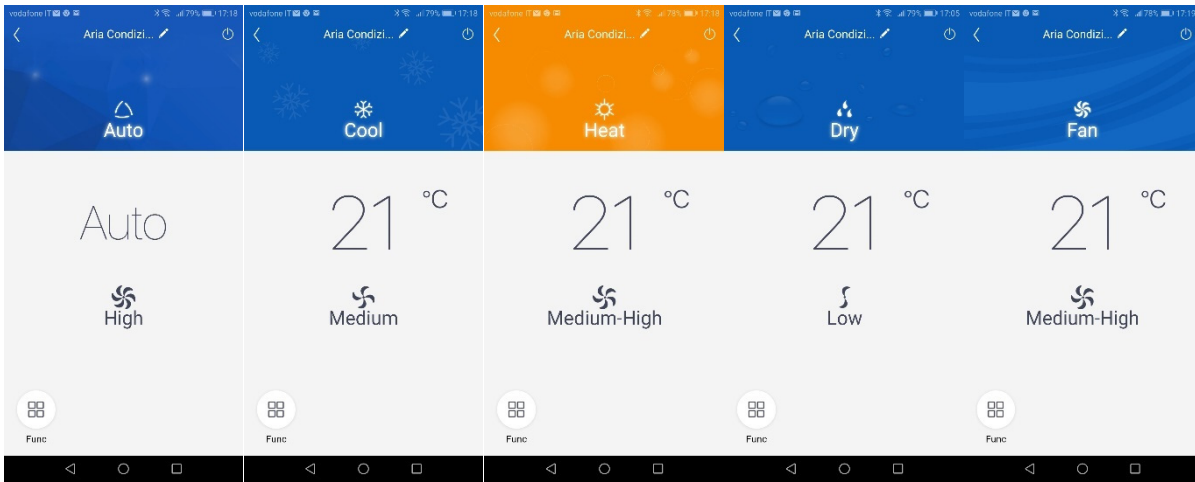 vodafone IT 79% 17:18
Aria Condizi...
Auto
Auto
High
Func
vodafone IT 79% 17:18
Aria Condizi...
Cool
21 °C
Medium
Func
vodafone IT 78% 17:18
Aria Condizi...
Heat
21 °C
Medium-High
Func
vodafone IT 79% 17:05
Aria Condizi...
Dry
21 °C
Low
Func
vodafone IT 78% 17:19
Aria Condizi...
Fan
21 °C
Medium-High
Func